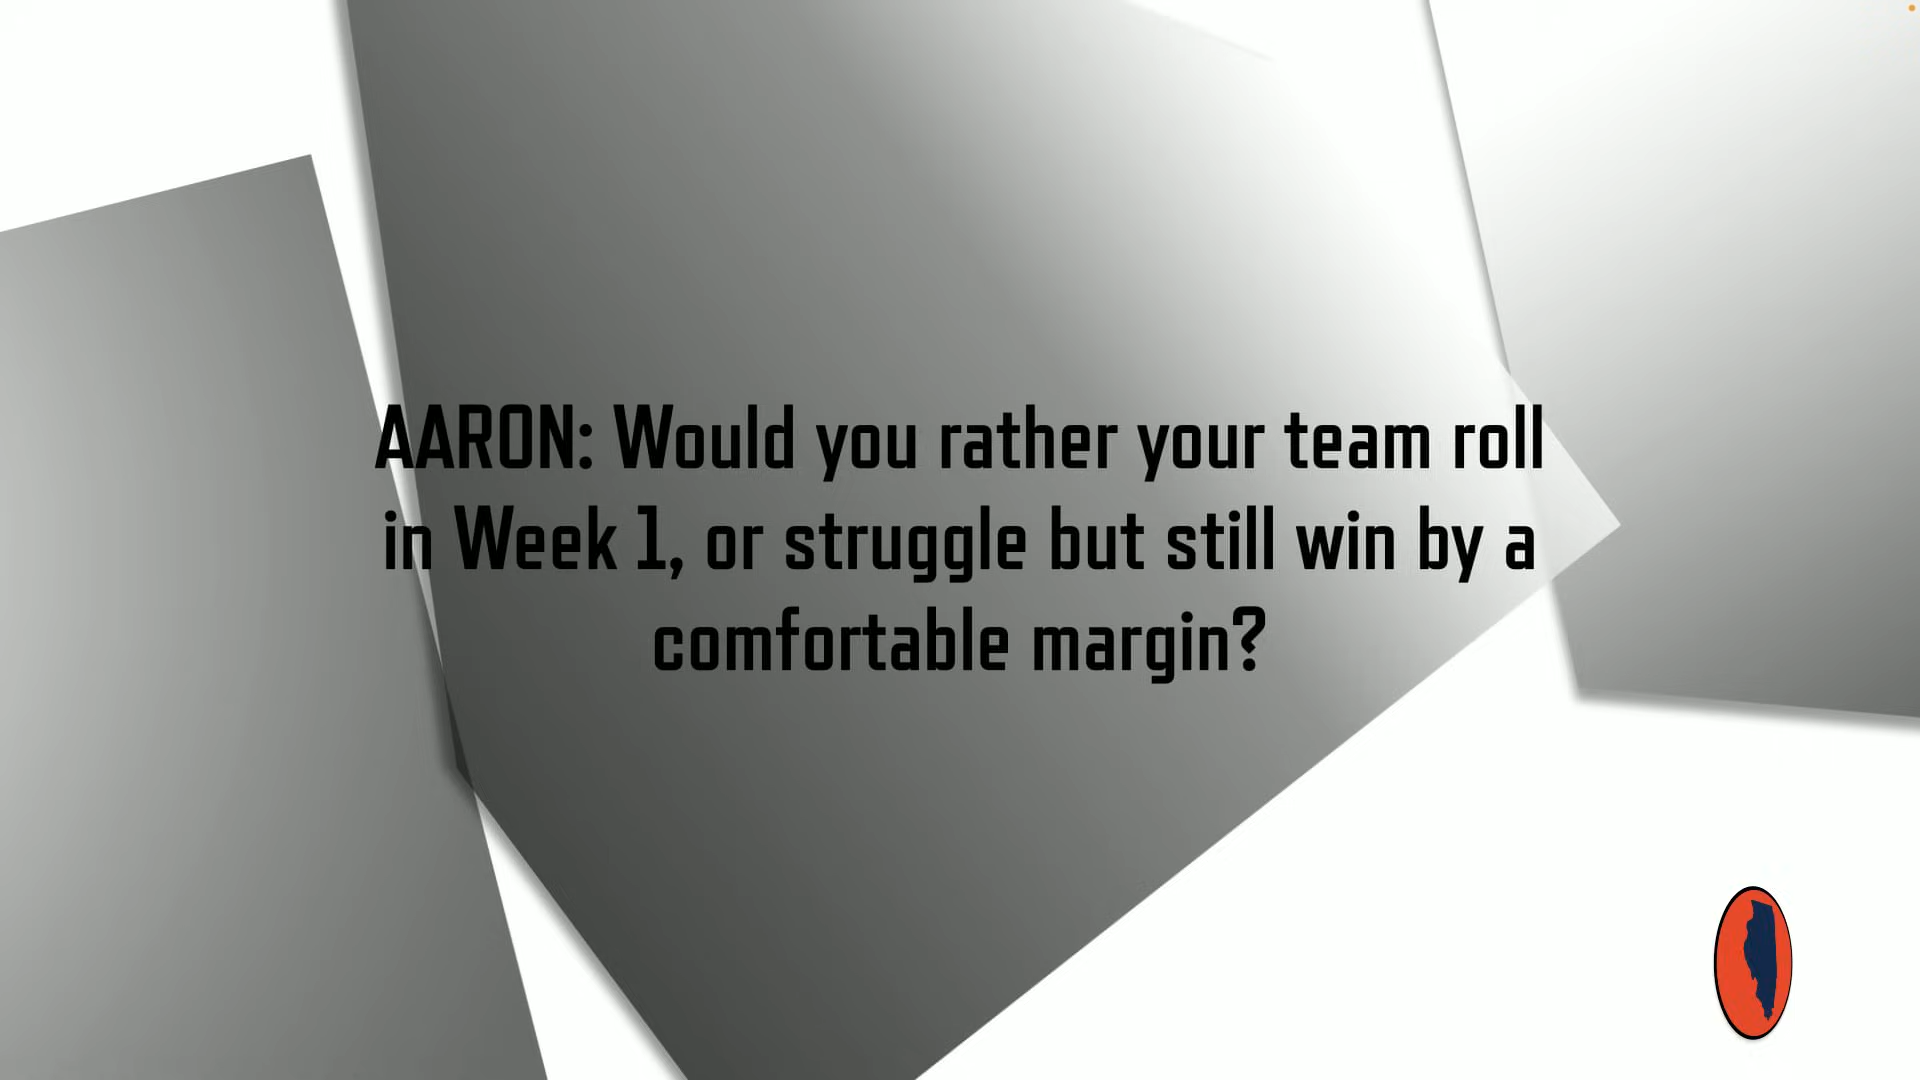 AARON: Would you rather your team roll
in Week 1, or struggle but still win by a
comfortable margin?